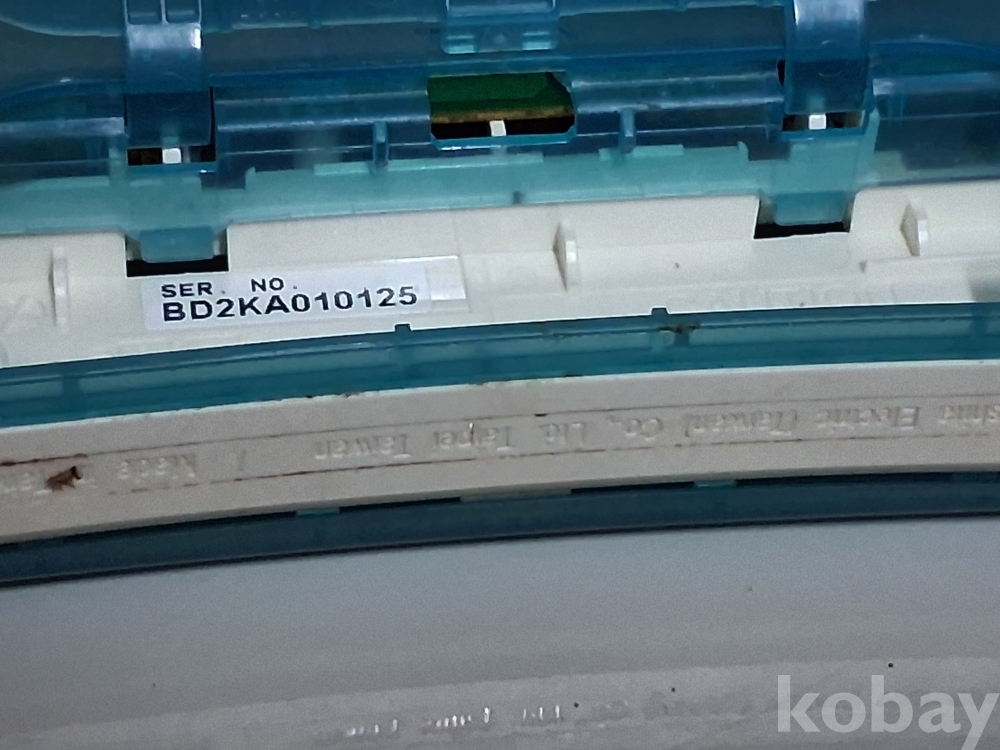 SER. NO.
BD2KA010125
Electric (Taiwan) Co., Ltd. Taipei Taiwan / Made
kobay